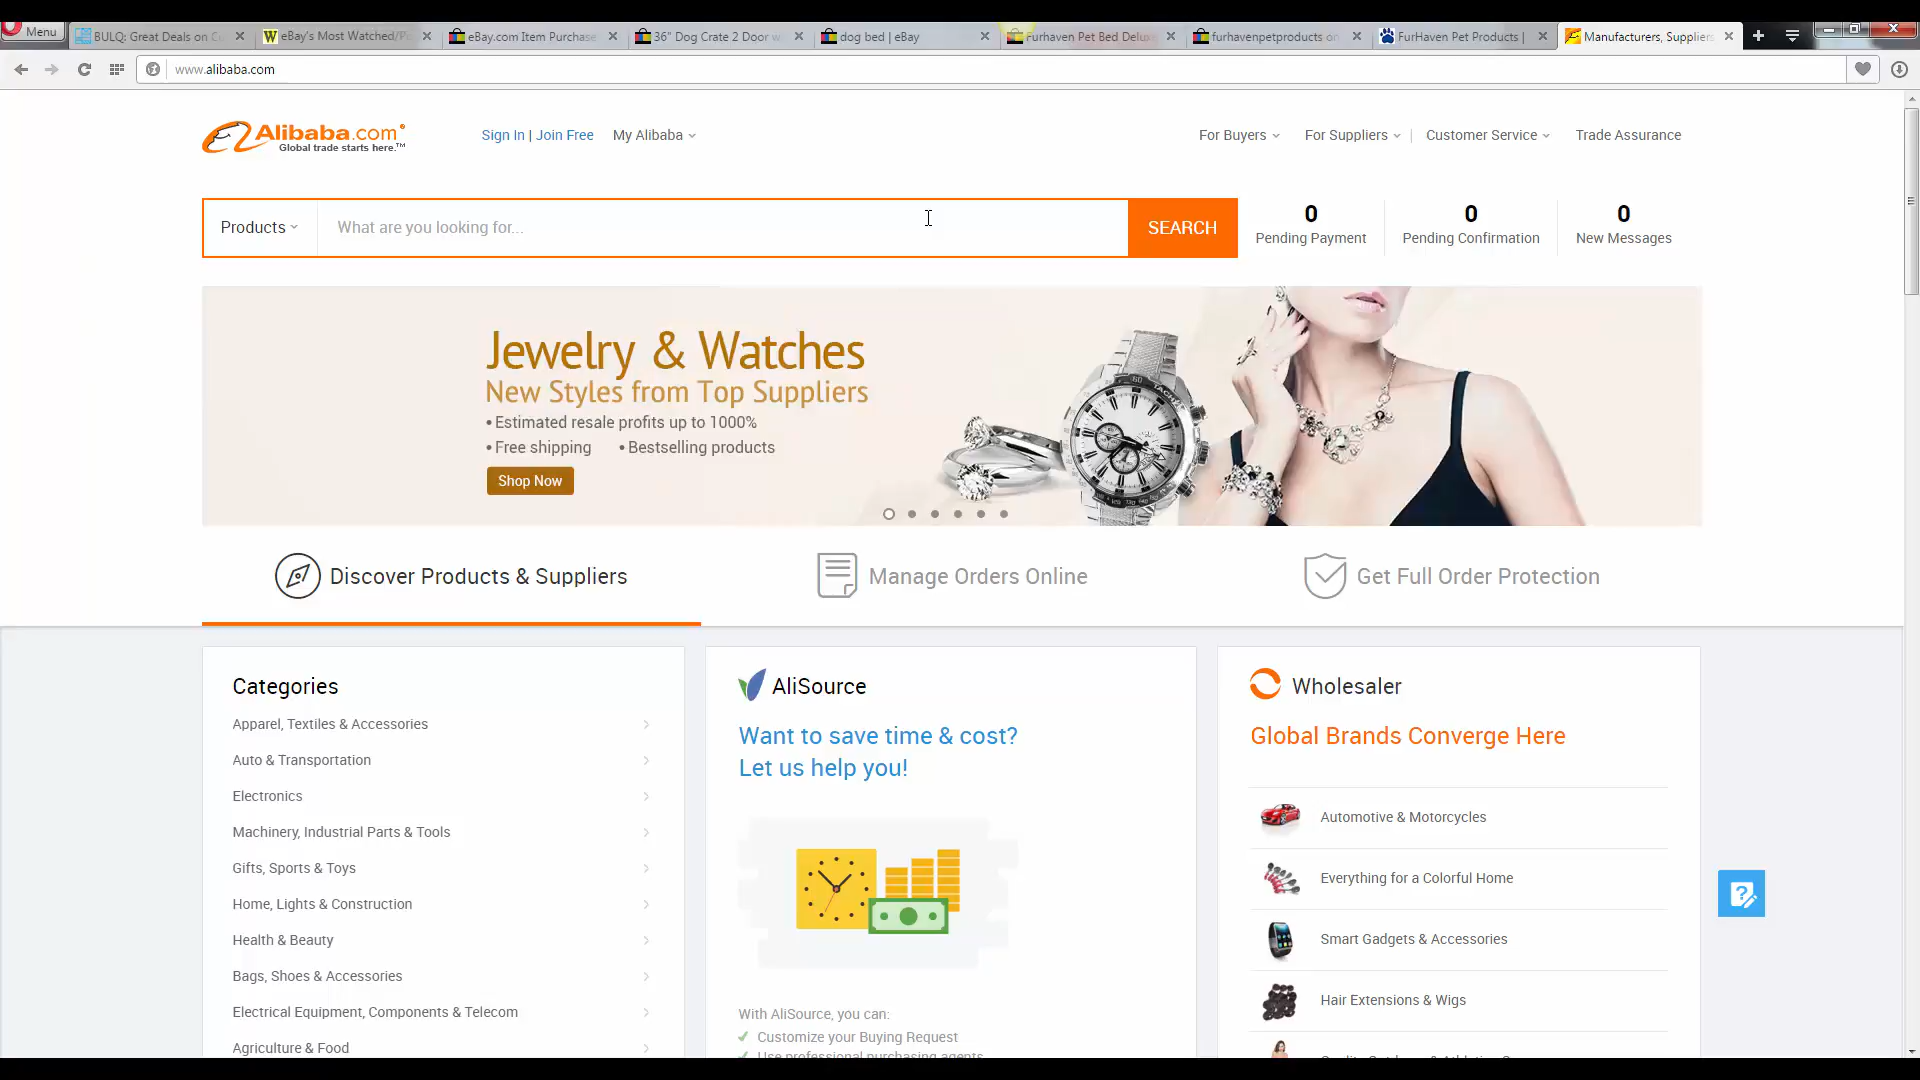 Menu
BULQ: Great Deals on
eBay's Most Watched/P
eBay.com Item Purchase
36" Dog Crate 2 Door w
dog bed | eBay
Furhaven Pet Bed Delux
furhavenpetproducts on
FurHaven Pet Products |
Manufacturers, Suppliers
www.alibaba.com
Alibaba.com
Global trade starts here.™
Sign In | Join Free
My Alibaba
For Buyers
For Suppliers
Customer Service
Trade Assurance
Products
What are you looking for...
SEARCH
0
Pending Payment
0
Pending Confirmation
0
New Messages
Jewelry & Watches
New Styles from Top Suppliers
• Estimated resale profits up to 1000%
• Free shipping • Bestselling products
Shop Now
Discover Products & Suppliers
Manage Orders Online
Get Full Order Protection
Categories
Apparel, Textiles & Accessories
Auto & Transportation
Electronics
Machinery, Industrial Parts & Tools
Gifts, Sports & Toys
Home, Lights & Construction
Health & Beauty
Bags, Shoes & Accessories
Electrical Equipment, Components & Telecom
Agriculture & Food
AliSource
Want to save time & cost?
Let us help you!
With AliSource, you can:
Customize your Buying Request
Use professional purchasing agents
Wholesaler
Global Brands Converge Here
Automotive & Motorcycles
Everything for a Colorful Home
Smart Gadgets & Accessories
Hair Extensions & Wigs